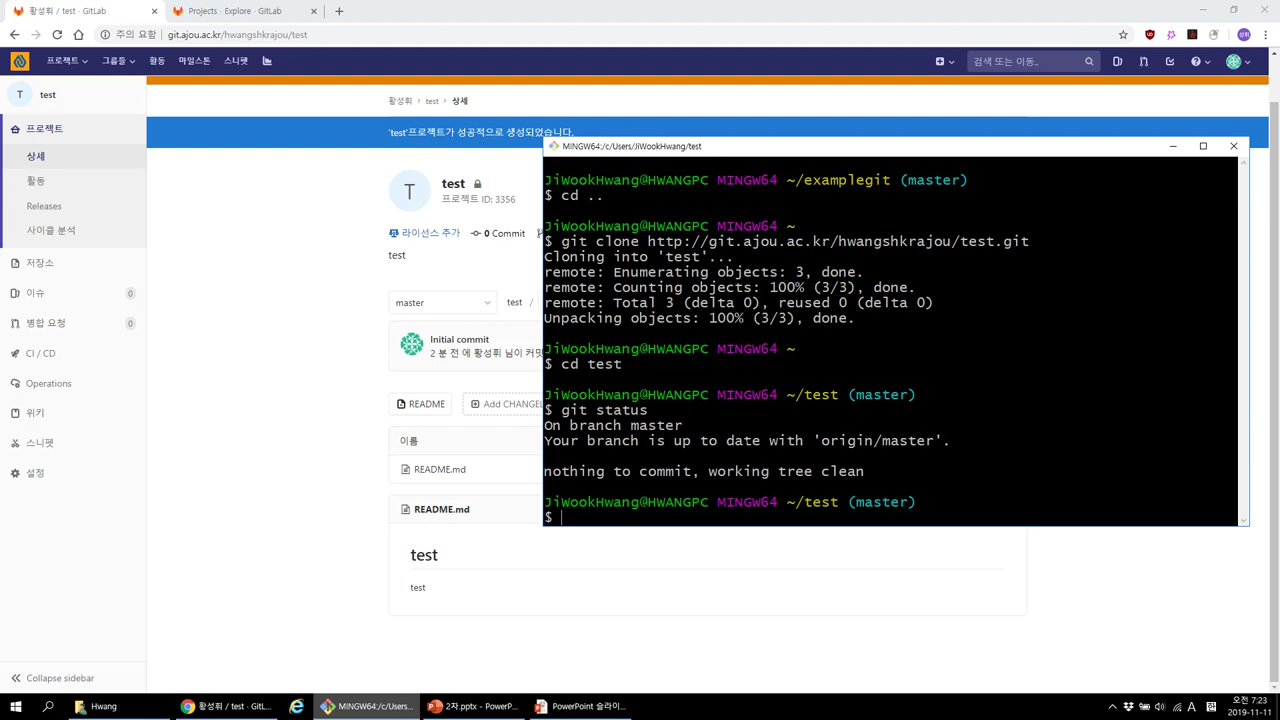 황성휘 / test · GitLab
Projects · Explore · GitLab
주의 요함
git.ajou.ac.kr/hwangshkrajou/test
프로젝트
그룹들
활동
마일스톤
스니펫
검색 또는 이동..
T
test
프로젝트
상세
활동
Releases
사이클 분석
저장소
이슈
0
병합 요청
0
CI / CD
Operations
위키
스니펫
설정
Collapse sidebar
황성휘 > test > 상세
'test'프로젝트가 성공적으로 생성되었습니다.
T
test
프로젝트 ID: 3356
라이선스 추가
0 Commit
test
master
test /
Initial commit
2 분 전 에 황성휘 님이 커밋
README
Add CHANGEL
이름
README.md
README.md
test
test
MINGW64:/c/Users/JiWookHwang/test
JiWookHwang@HWANGPC MINGW64 ~/examplegit (master)
$ cd ..
JiWookHwang@HWANGPC MINGW64 ~
$ git clone http://git.ajou.ac.kr/hwangshkrajou/test.git
Cloning into 'test'...
remote: Enumerating objects: 3, done.
remote: Counting objects: 100% (3/3), done.
remote: Total 3 (delta 0), reused 0 (delta 0)
Unpacking objects: 100% (3/3), done.
JiWookHwang@HWANGPC MINGW64 ~
$ cd test
JiWookHwang@HWANGPC MINGW64 ~/test (master)
$ git status
On branch master
Your branch is up to date with 'origin/master'.
nothing to commit, working tree clean
JiWookHwang@HWANGPC MINGW64 ~/test (master)
$
Hwang
황성휘 / test · GitL...
MINGW64:/c/Users...
2차.pptx - PowerP...
PowerPoint 슬라이...
A
오전 7:23
2019-11-11